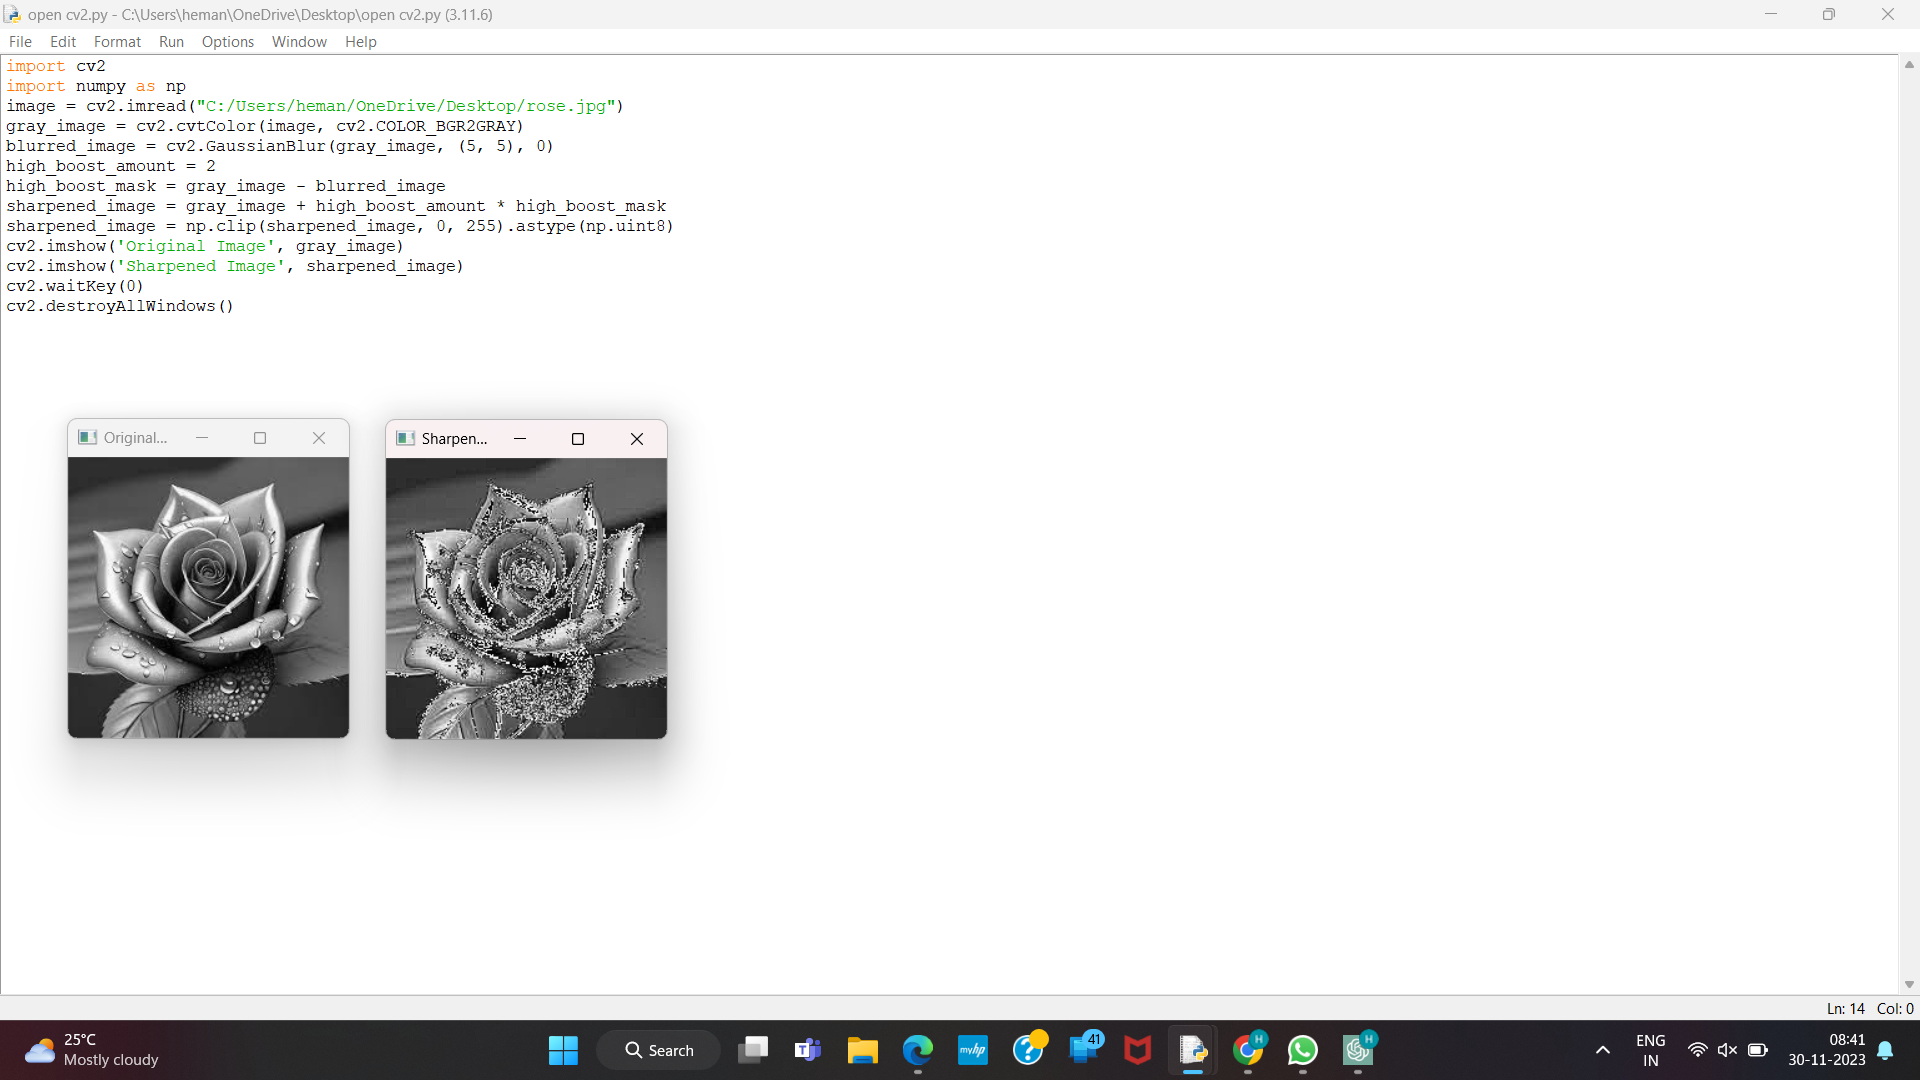 open cv2.py - C:\Users\heman\OneDrive\Desktop\open cv2.py (3.11.6)
File Edit Format Run Options Window Help
import cv2
import numpy as np
image = cv2.imread("C:/Users/heman/OneDrive/Desktop/rose.jpg")
gray_image = cv2.cvtColor(image, cv2.COLOR_BGR2GRAY)
blurred_image = cv2.GaussianBlur(gray_image, (5, 5), 0)
high_boost_amount = 2
high_boost_mask = gray_image - blurred_image
sharpened_image = gray_image + high_boost_amount * high_boost_mask
sharpened_image = np.clip(sharpened_image, 0, 255).astype(np.uint8)
cv2.imshow('Original Image', gray_image)
cv2.imshow('Sharpened Image', sharpened_image)
cv2.waitKey(0)
cv2.destroyAllWindows()
Original...
Sharpen...
Ln: 14 Col: 0
25°C
Mostly cloudy
Search
myhp
41
H
H
ENG
IN
08:41
30-11-2023